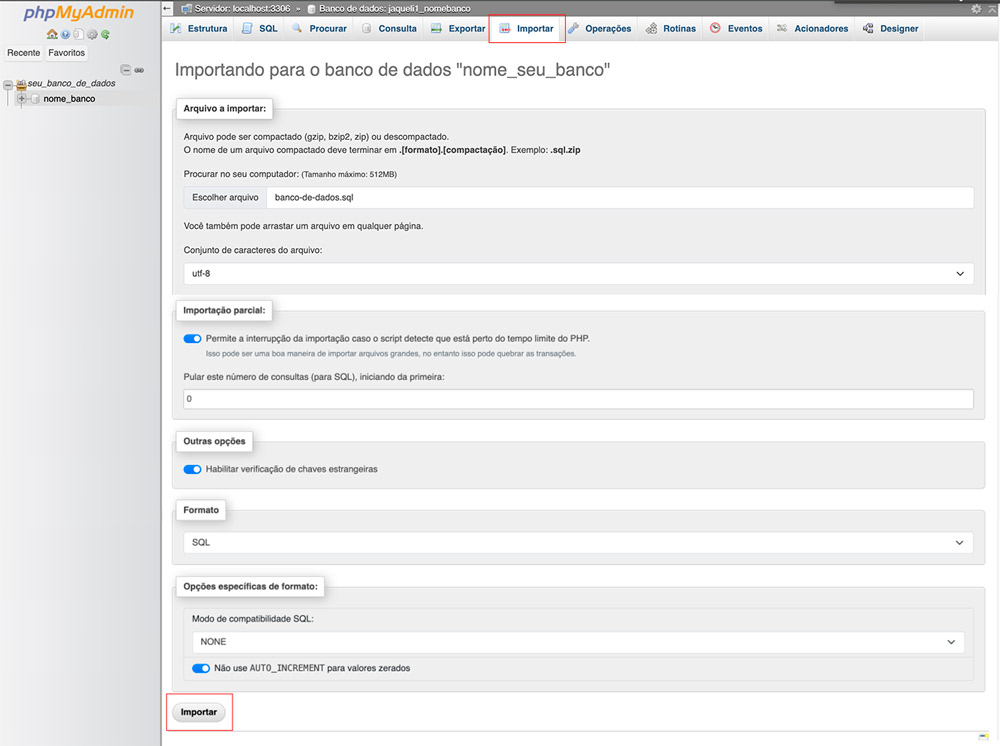 phpMyAdmin
Recente Favoritos
seu_banco_de_dados
nome_banco
Servidor: localhost:3306 » Banco de dados: jaqueli1_nomebanco
Estrutura SQL Procurar Consulta Exportar Importar Operações Rotinas Eventos Acionadores Designer
Importando para o banco de dados "nome_seu_banco"
Arquivo a importar:
Arquivo pode ser compactado (gzip, bzip2, zip) ou descompactado.
O nome de um arquivo compactado deve terminar em .[formato].[compactação]. Exemplo: .sql.zip
Procurar no seu computador: (Tamanho máximo: 512MB)
Escolher arquivo banco-de-dados.sql
Você também pode arrastar um arquivo em qualquer página.
Conjunto de caracteres do arquivo:
utf-8
Importação parcial:
Permite a interrupção da importação caso o script detecte que está perto do tempo limite do PHP.
Isso pode ser uma boa maneira de importar arquivos grandes, no entanto isso pode quebrar as transações.
Pular este número de consultas (para SQL), iniciando da primeira:
0
Outras opções
Habilitar verificação de chaves estrangeiras
Formato
SQL
Opções específicas de formato:
Modo de compatibilidade SQL:
NONE
Não use AUTO_INCREMENT para valores zerados
Importar